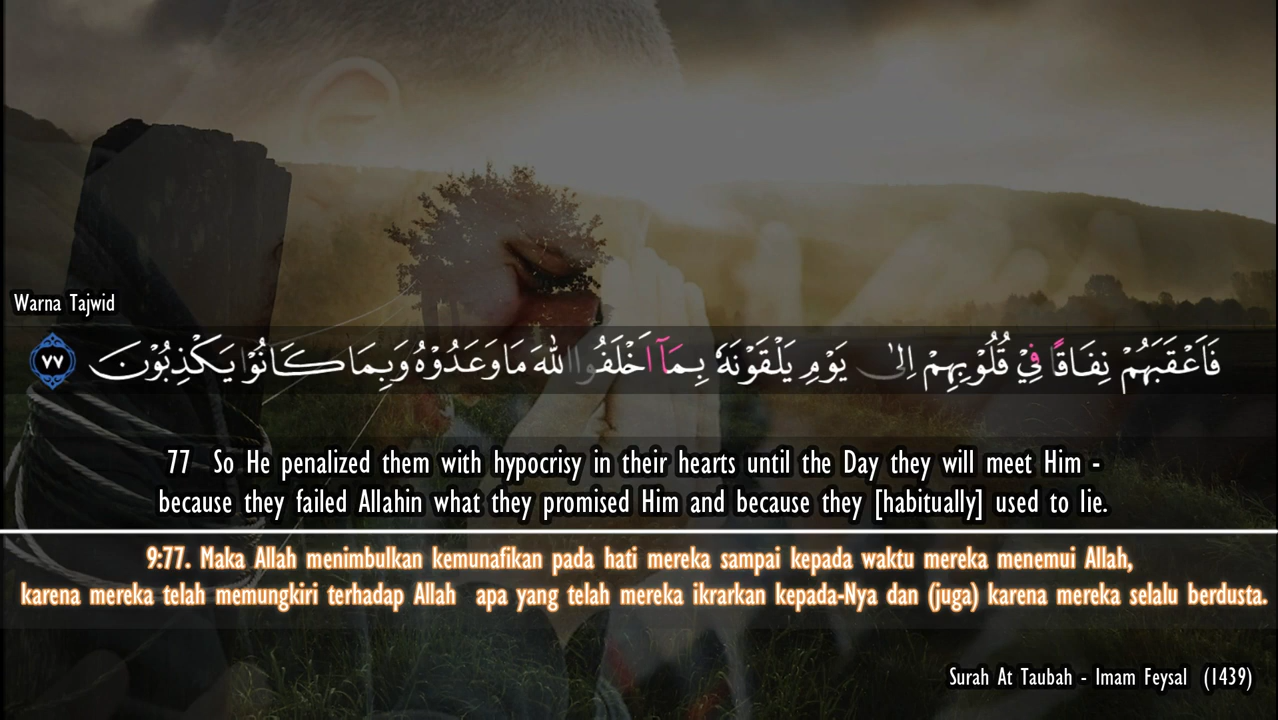 Warna Tajwid
فَاَعْقَبَهُمْ نِفَاقًا فِيْ قُلُوْبِهِمْ اِلٰى يَوْمِ يَلْقَوْنَهٗ بِمَآ اَخْلَفُوا اللّٰهَ مَا وَعَدُوْهُ وَبِمَا كَانُوْا يَكْذِبُوْنَ ٧٧
77 So He penalized them with hypocrisy in their hearts until the Day they will meet Him -
because they failed Allahin what they promised Him and because they [habitually] used to lie.
9:77. Maka Allah menimbulkan kemunafikan pada hati mereka sampai kepada waktu mereka menemui Allah,
karena mereka telah memungkiri terhadap Allah apa yang telah mereka ikrarkan kepada-Nya dan (juga) karena mereka selalu berdusta.
Surah At Taubah - Imam Feysal (1439)